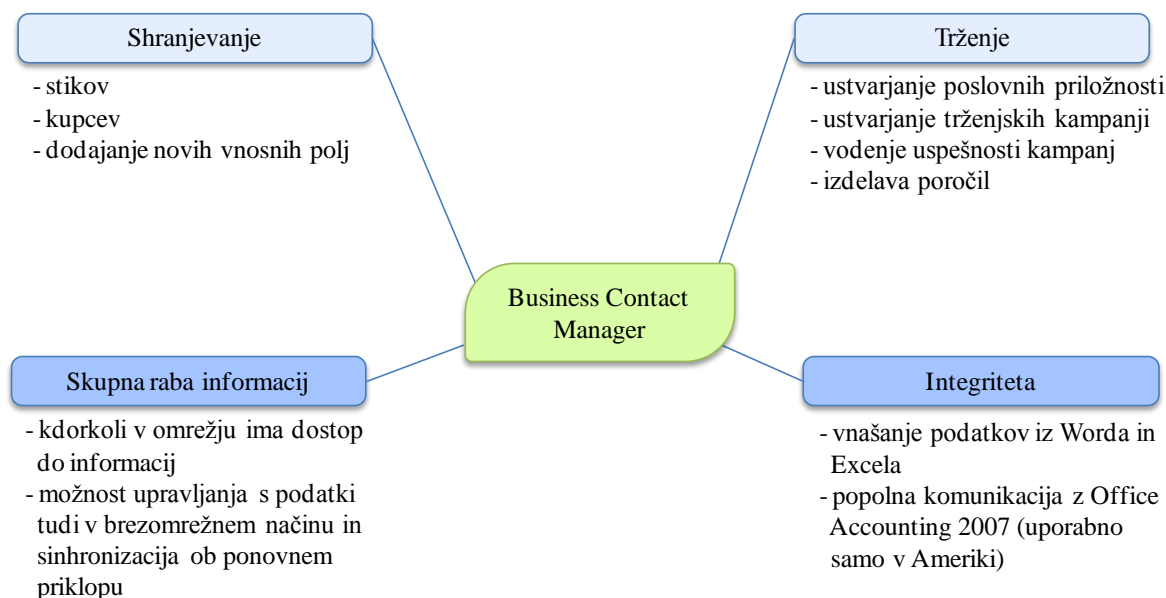 Shranjevanje
- stikov
- kupcev
- dodajanje novih vnosnih polj
Trženje
- ustvarjanje poslovnih priložnosti
- ustvarjanje trženjskih kampanji
- vodenje uspešnosti kampanj
- izdelava poročil
Business Contact
Manager
Skupna raba informacij
- kdorkoli v omrežju ima dostop
do informacij
- možnost upravljanja s podatki
tudi v brezomrežnem načinu in
sinhronizacija ob ponovnem
priklopu
Integriteta
- vnašanje podatkov iz Worda in
Excela
- popolna komunikacija z Office
Accounting 2007 (uporabno
samo v Ameriki)